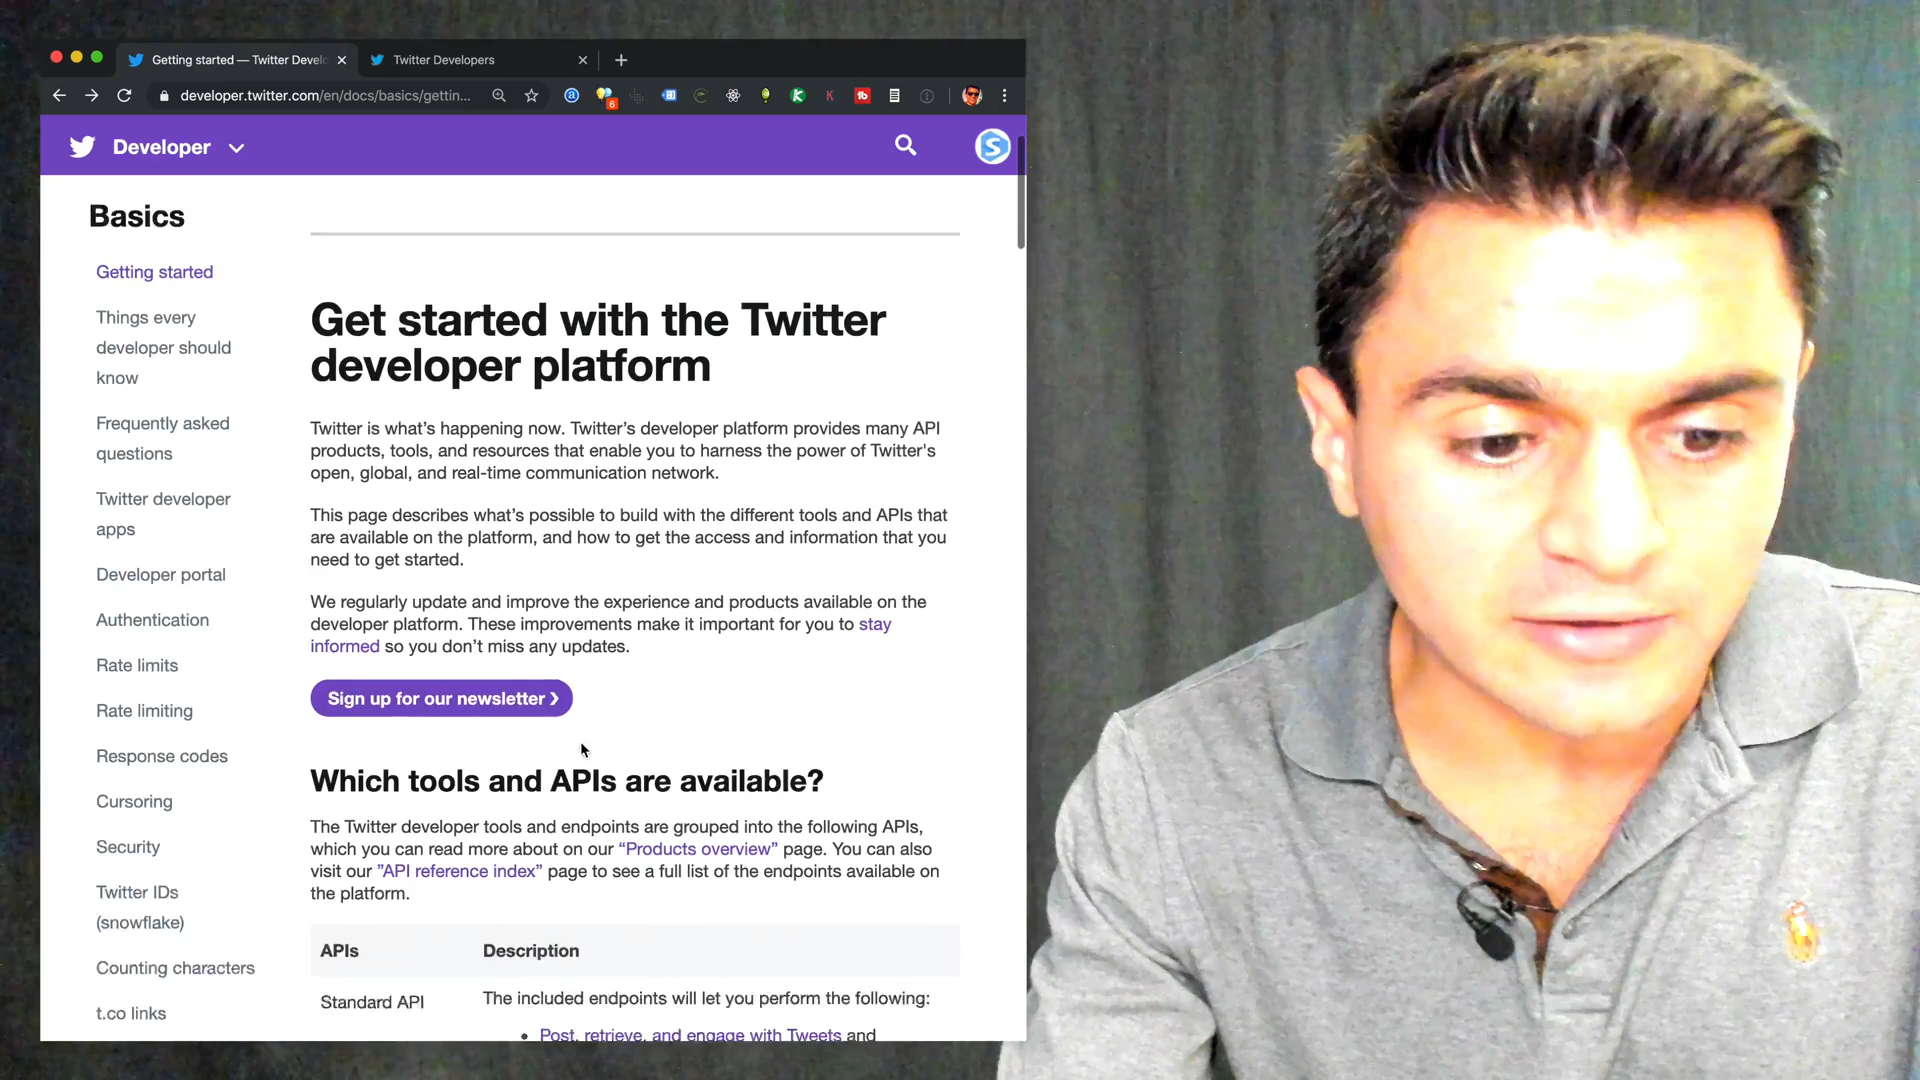 Getting started — Twitter Devel
Twitter Developers
developer.twitter.com/en/docs/basics/gettin...
6
Developer
S
Basics
Getting started
Things every
developer should
know
Frequently asked
questions
Twitter developer
apps
Developer portal
Authentication
Rate limits
Rate limiting
Response codes
Cursoring
Security
Twitter IDs
(snowflake)
Counting characters
t.co links
Get started with the Twitter
developer platform
Twitter is what’s happening now. Twitter’s developer platform provides many API
products, tools, and resources that enable you to harness the power of Twitter's
open, global, and real-time communication network.
This page describes what’s possible to build with the different tools and APIs that
are available on the platform, and how to get the access and information that you
need to get started.
We regularly update and improve the experience and products available on the
developer platform. These improvements make it important for you to stay
informed so you don’t miss any updates.
Sign up for our newsletter ❯
Which tools and APIs are available?
The Twitter developer tools and endpoints are grouped into the following APIs,
which you can read more about on our “Products overview” page. You can also
visit our ”API reference index” page to see a full list of the endpoints available on
the platform.
APIs Description
Standard API The included endpoints will let you perform the following:
• Post, retrieve, and engage with Tweets and